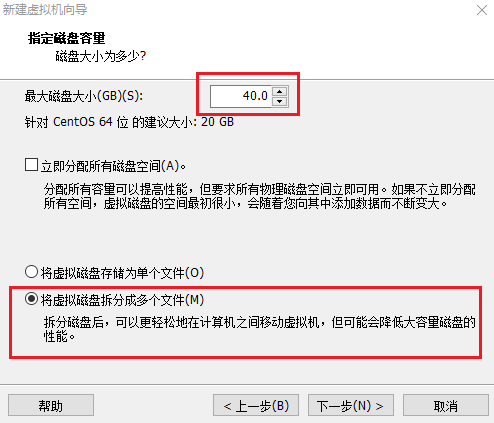 新建虚拟机向导
指定磁盘容量
磁盘大小为多少?
最大磁盘大小(GB)(S): 40.0
针对 CentOS 64 位 的建议大小: 20 GB
立即分配所有磁盘空间(A)。
分配所有容量可以提高性能，但要求所有物理磁盘空间立即可用。如果不立即分配
所有空间，虚拟磁盘的空间最初很小，会随着您向其中添加数据而不断变大。
将虚拟磁盘存储为单个文件(O)
将虚拟磁盘拆分成多个文件(M)
拆分磁盘后，可以更轻松地在计算机之间移动虚拟机，但可能会降低大容量磁盘的
性能。
帮助 < 上一步(B) 下一步(N) > 取消